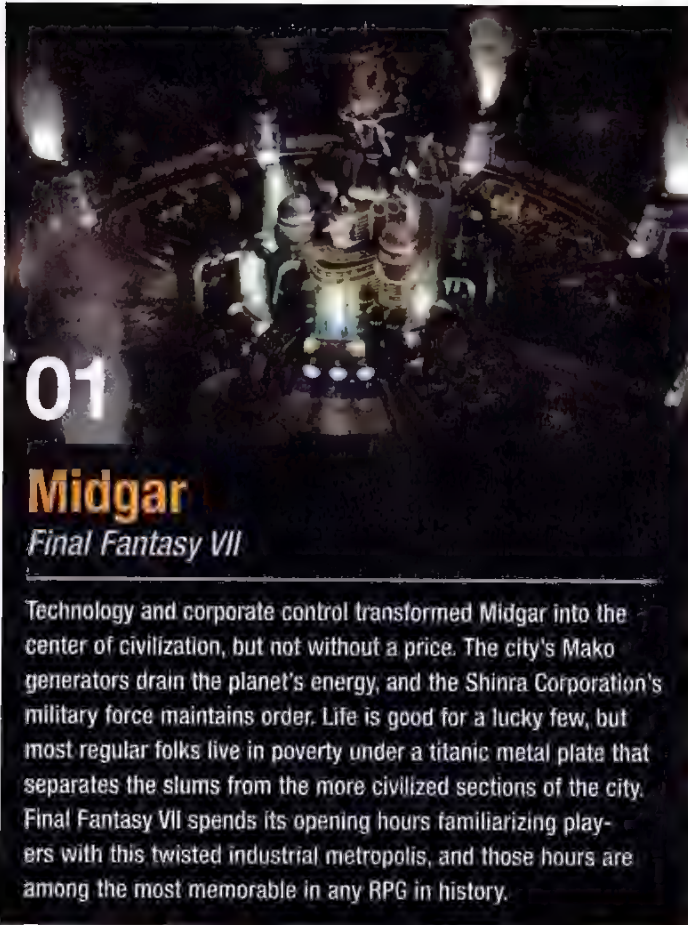 01
Midgar
Final Fantasy VII
Technology and corporate control transformed Midgar into the
center of civilization, but not without a price. The city's Mako
generators drain the planet's energy, and the Shinra Corporation's
military force maintains order. Life is good for a lucky few, but
most regular folks live in poverty under a titanic metal plate that
separates the slums from the more civilized sections of the city.
Final Fantasy VII spends its opening hours familiarizing play-
ers with this twisted industrial metropolis, and those hours are
among the most memorable in any RPG in history.